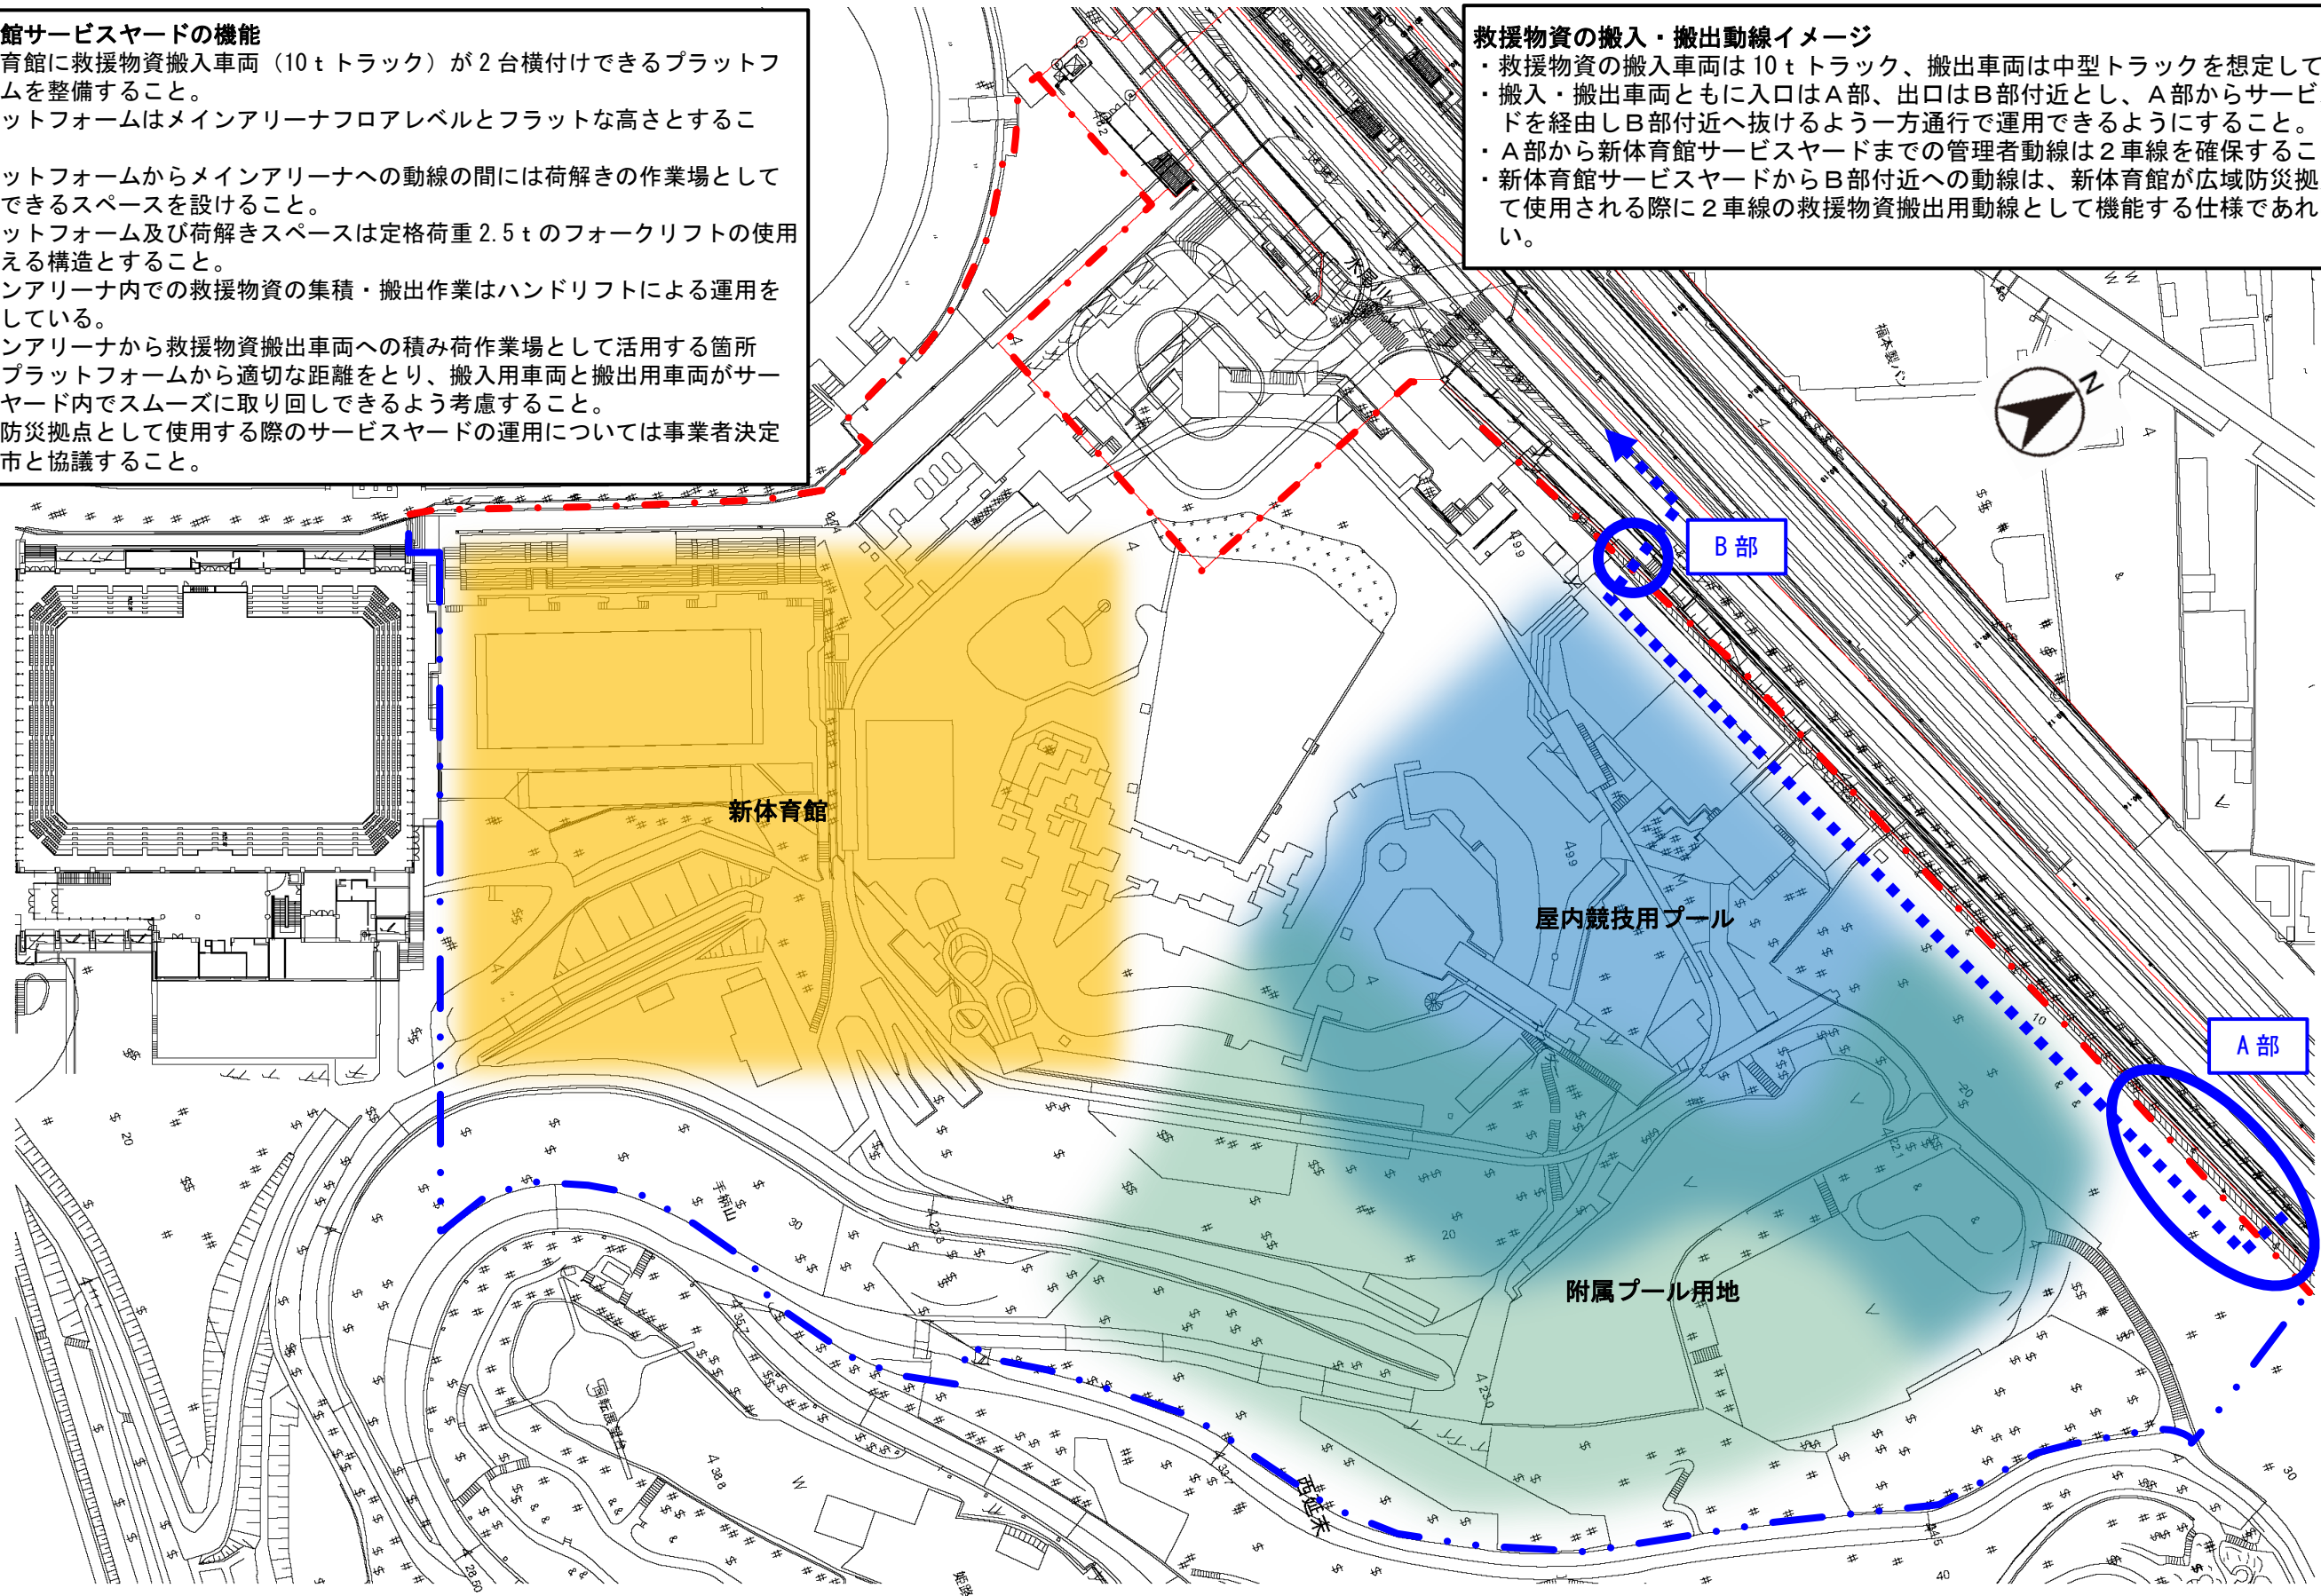 館サービスヤードの機能
育館に救援物資搬入車両（10ｔトラック）が２台横付けできるプラットフ
ムを整備すること。
ットフォームはメインアリーナフロアレベルとフラットな高さとするこ
ットフォームからメインアリーナへの動線の間には荷解きの作業場として
できるスペースを設けること。
ットフォーム及び荷解きスペースは定格荷重2.5ｔのフォークリフトの使用
える構造とすること。
ンアリーナ内での救援物資の集積・搬出作業はハンドリフトによる運用を
している。
ンアリーナから救援物資搬出車両への積み荷作業場として活用する箇所
プラットフォームから適切な距離をとり、搬入用車両と搬出用車両がサー
ヤード内でスムーズに取り回しできるよう考慮すること。
防災拠点として使用する際のサービスヤードの運用については事業者決定
市と協議すること。
救援物資の搬入・搬出動線イメージ
・救援物資の搬入車両は10ｔトラック、搬出車両は中型トラックを想定して
・搬入・搬出車両ともに入口はＡ部、出口はＢ部付近とし、Ａ部からサービ
ドを経由しＢ部付近へ抜けるよう一方通行で運用できるようにすること。
・Ａ部から新体育館サービスヤードまでの管理者動線は２車線を確保するこ
・新体育館サービスヤードからＢ部付近への動線は、新体育館が広域防災拠
て使用される際に２車線の救援物資搬出用動線として機能する仕様であれ
い。
水尾川
福本製パン
N
B部
新体育館
屋内競技用プール
A部
附属プール用地
手柄山
回転展望台
西延末
姫路
10
20
20
20
30
30
40